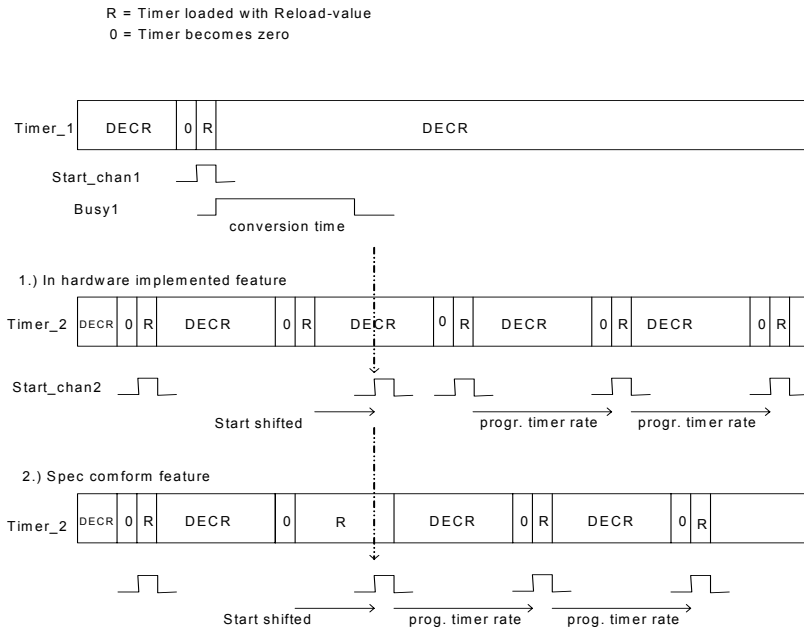 R = Timer loaded with Reload-value
0 = Timer becomes zero
Timer_1 DECR 0 R DECR
Start_chan1
Busy1
conversion time
1.) In hardware implemented feature
Timer_2 DECR 0 R DECR 0 R DECR 0 R DECR 0 R DECR 0 R
Start_chan2
Start shifted progr. timer rate progr. timer rate
2.) Spec comform feature
Timer_2 DECR 0 R DECR 0 R DECR 0 R DECR 0 R
Start shifted prog. timer rate prog. timer rate